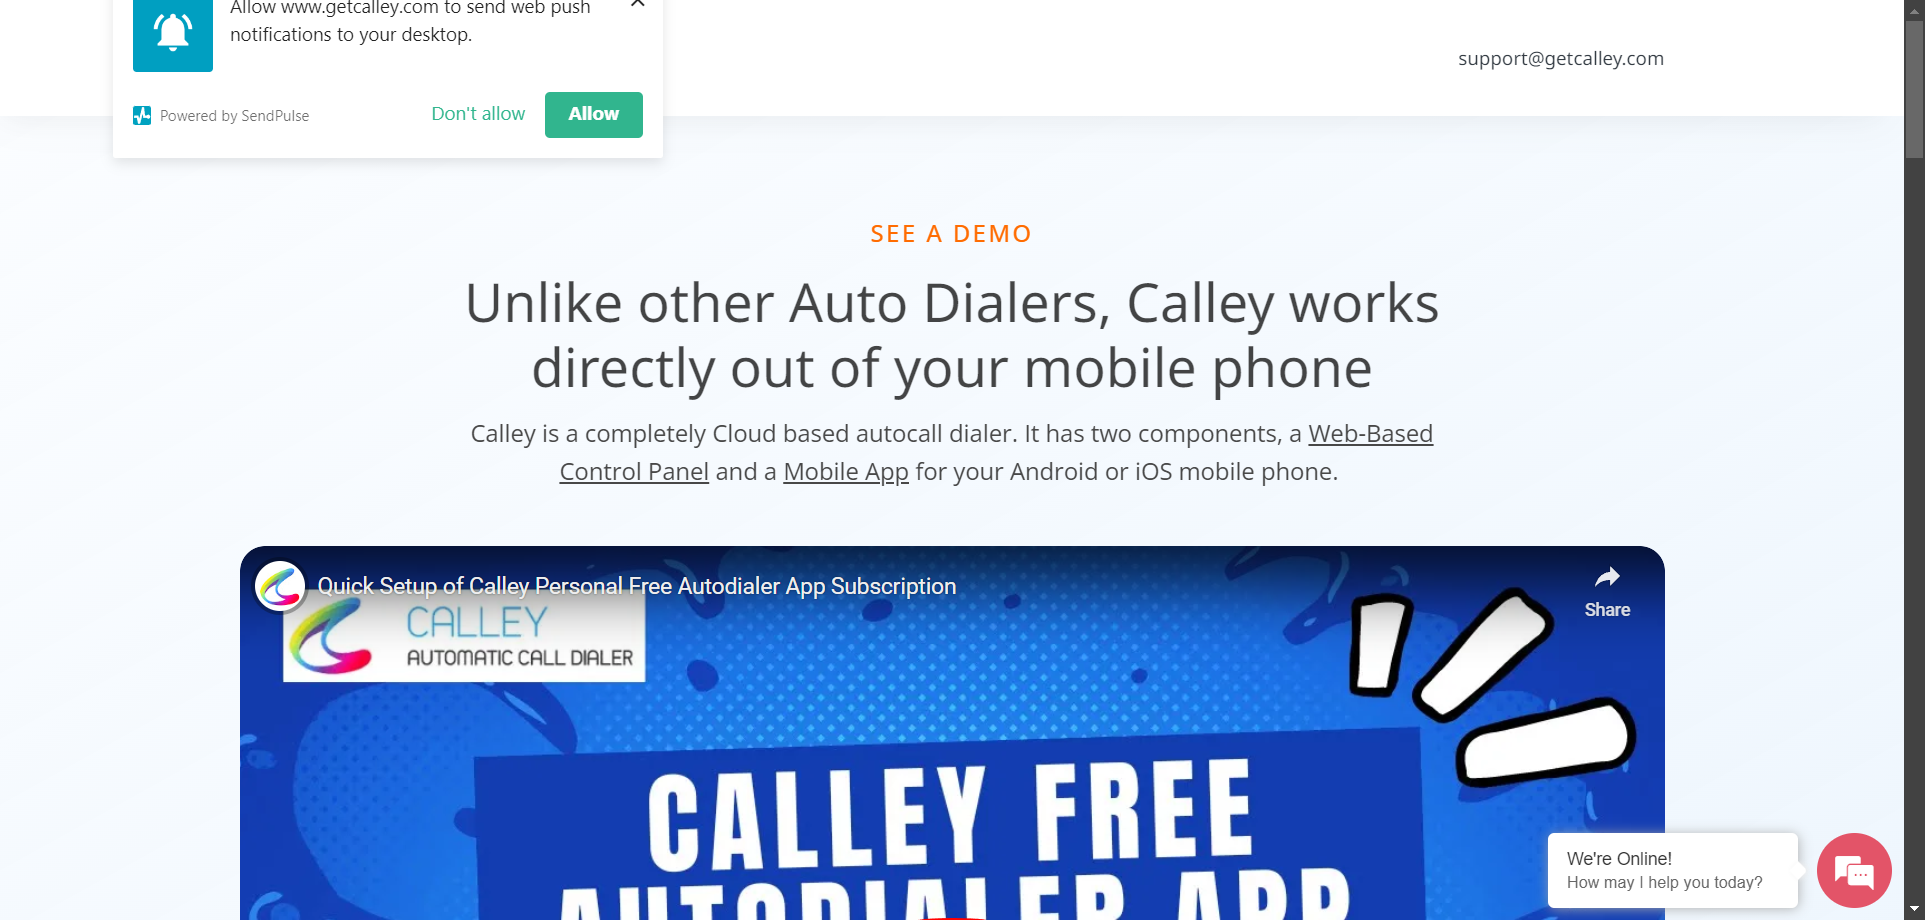 Allow www.getcalley.com to send web push
notifications to your desktop.
Powered by SendPulse
Don't allow
Allow
support@getcalley.com
SEE A DEMO
Unlike other Auto Dialers, Calley works
directly out of your mobile phone
Calley is a completely Cloud based autocall dialer. It has two components, a Web-Based
Control Panel and a Mobile App for your Android or iOS mobile phone.
Quick Setup of Calley Personal Free Autodialer App Subscription
Share
CALLEY
AUTOMATIC CALL DIALER
CALLEY FREE
AUTODIALER APP
We're Online!
How may I help you today?